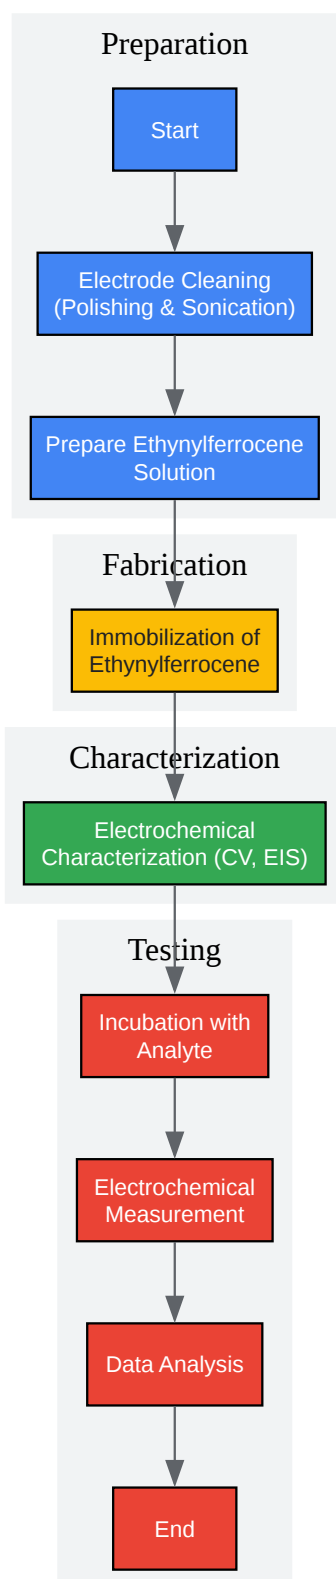 Preparation
Start
Electrode Cleaning
(Polishing & Sonication)
Prepare Ethynylferrocene
Solution
Fabrication
Immobilization of
Ethynylferrocene
Characterization
Electrochemical
Characterization (CV, EIS)
Testing
Incubation with
Analyte
Electrochemical
Measurement
Data Analysis
End